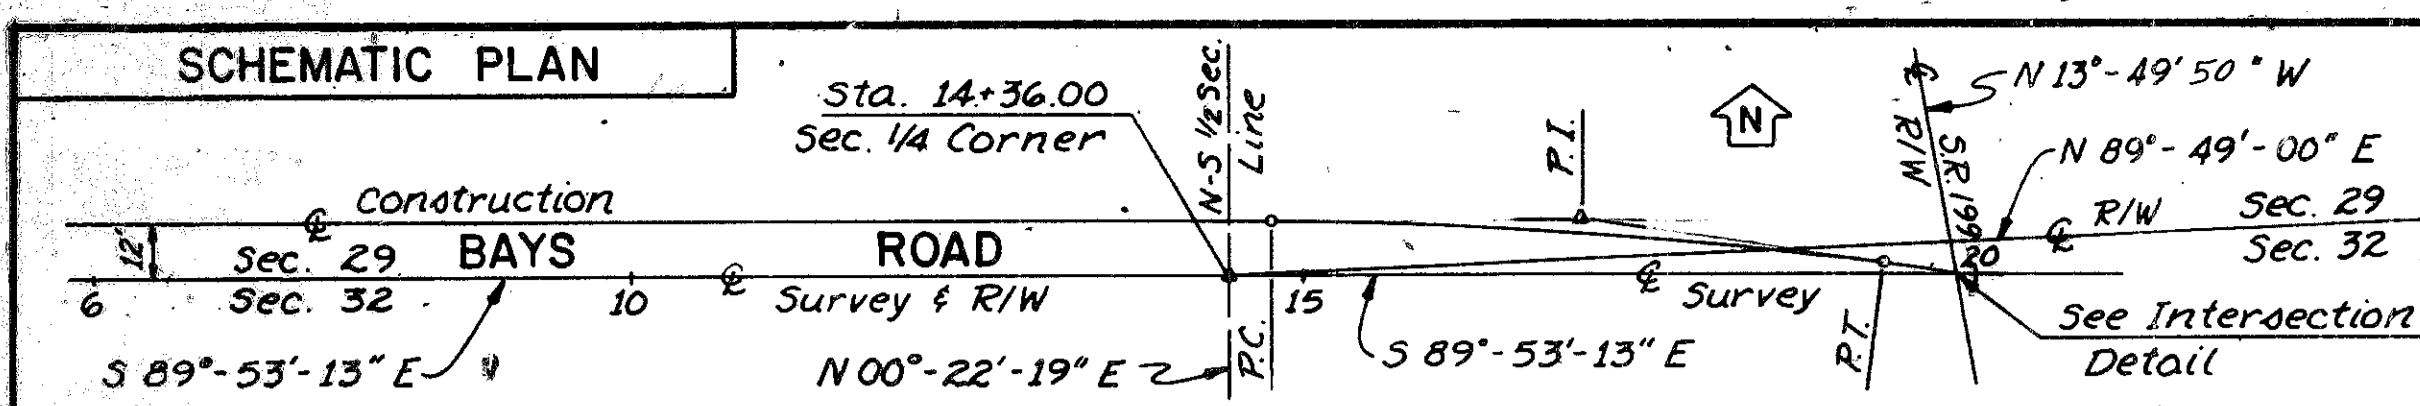 SCHEMATIC PLAN
Sta. 14+36.00
Sec. 1/4 Corner
N-S 1/2 Sec.
Line
P.I.
N
℄
R/W
S.R. 199
N 13°-49' 50" W
N 89°-49'-00" E
℄ Construction
12'
BAYS ROAD
Sec. 29
Sec. 32
6
10
℄ Survey & R/W
15
℄ Survey
20
℄ R/W
Sec. 29
Sec. 32
S 89°-53'-13" E
N 00°-22'-19" E
P.C.
S 89°-53'-13" E
P.T.
See Intersection
Detail